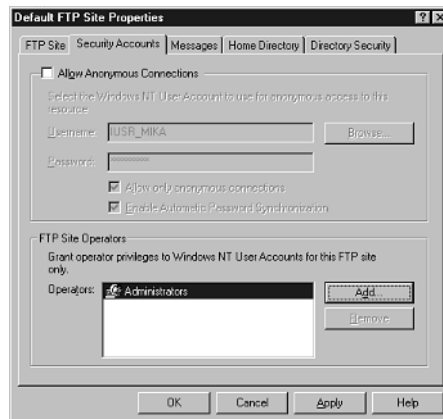 Default FTP Site Properties
FTP Site Security Accounts Messages Home Directory Directory Security
Allow Anonymous Connections
Select the Windows NT User Account to use for anonymous access to this
resource
Username: IUSR_MIKA Browse...
Password: **********
Allow only anonymous connections
Enable Automatic Password Synchronization
FTP Site Operators
Grant operator privileges to Windows NT User Accounts for this FTP site
only.
Operators: Administrators Add...
Remove
OK Cancel Apply Help